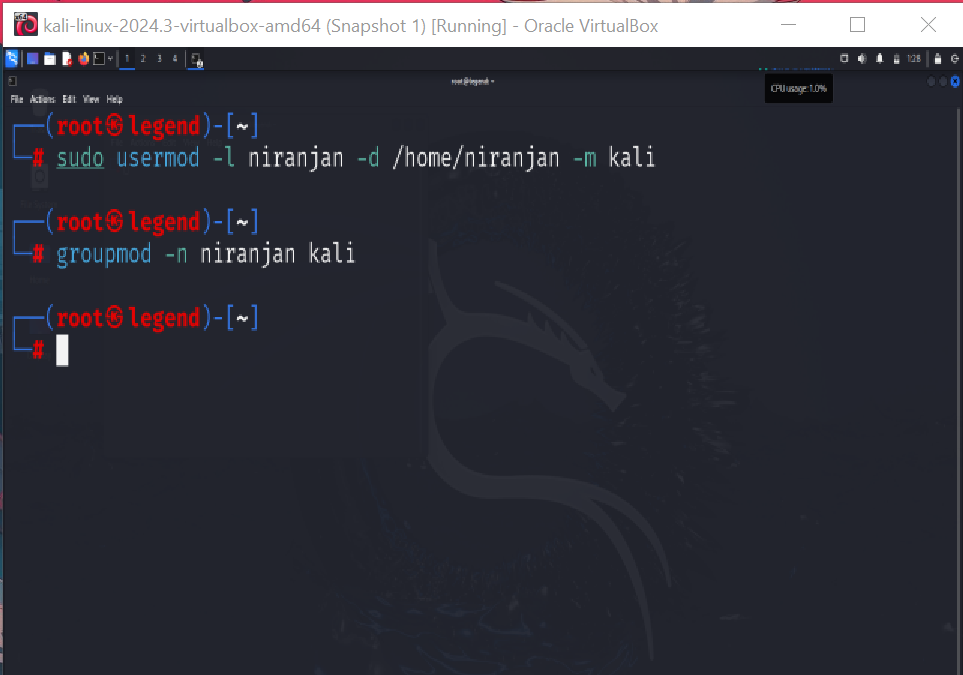 x64
kali-linux-2024.3-virtualbox-amd64 (Snapshot 1) [Running] - Oracle VirtualBox
1 2 3 4
2
1:28
root@legend: ~
CPU usage: 1.0%
File Actions Edit View Help
┌──(root㉿legend)-[~]
└─# sudo usermod -l niranjan -d /home/niranjan -m kali
┌──(root㉿legend)-[~]
└─# groupmod -n niranjan kali
┌──(root㉿legend)-[~]
└─#